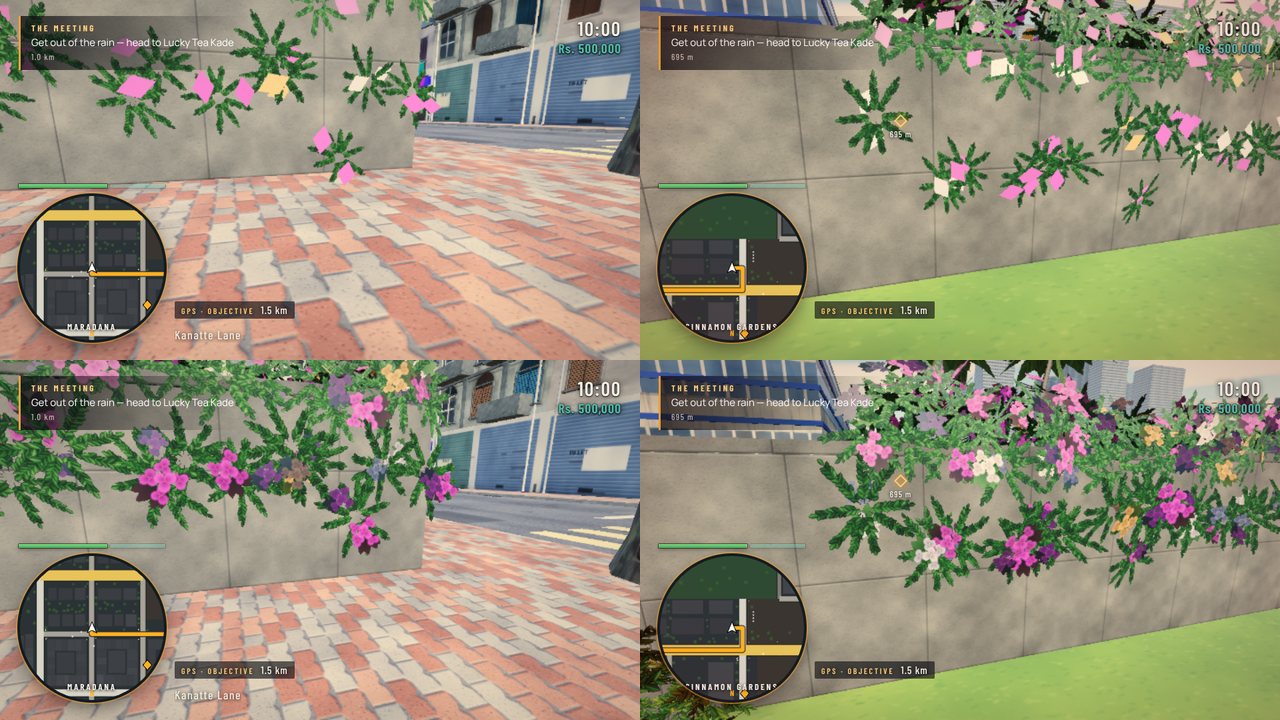 THE MEETING
Get out of the rain – head to Lucky Tea Kade
1.0 km
10:00
Rs. 500,000
MARADANA
GPS · OBJECTIVE 1.5 km
Kanatte Lane
THE MEETING
Get out of the rain – head to Lucky Tea Kade
695 m
10:00
Rs. 500,000
695 m
CINNAMON GARDENS
N
GPS · OBJECTIVE 1.5 km
THE MEETING
Get out of the rain – head to Lucky Tea Kade
1.0 km
10:00
Rs. 500,000
MARADANA
GPS · OBJECTIVE 1.5 km
Kanatte Lane
THE MEETING
Get out of the rain – head to Lucky Tea Kade
695 m
10:00
Rs. 500,000
695 m
CINNAMON GARDENS
N
GPS · OBJECTIVE 1.5 km